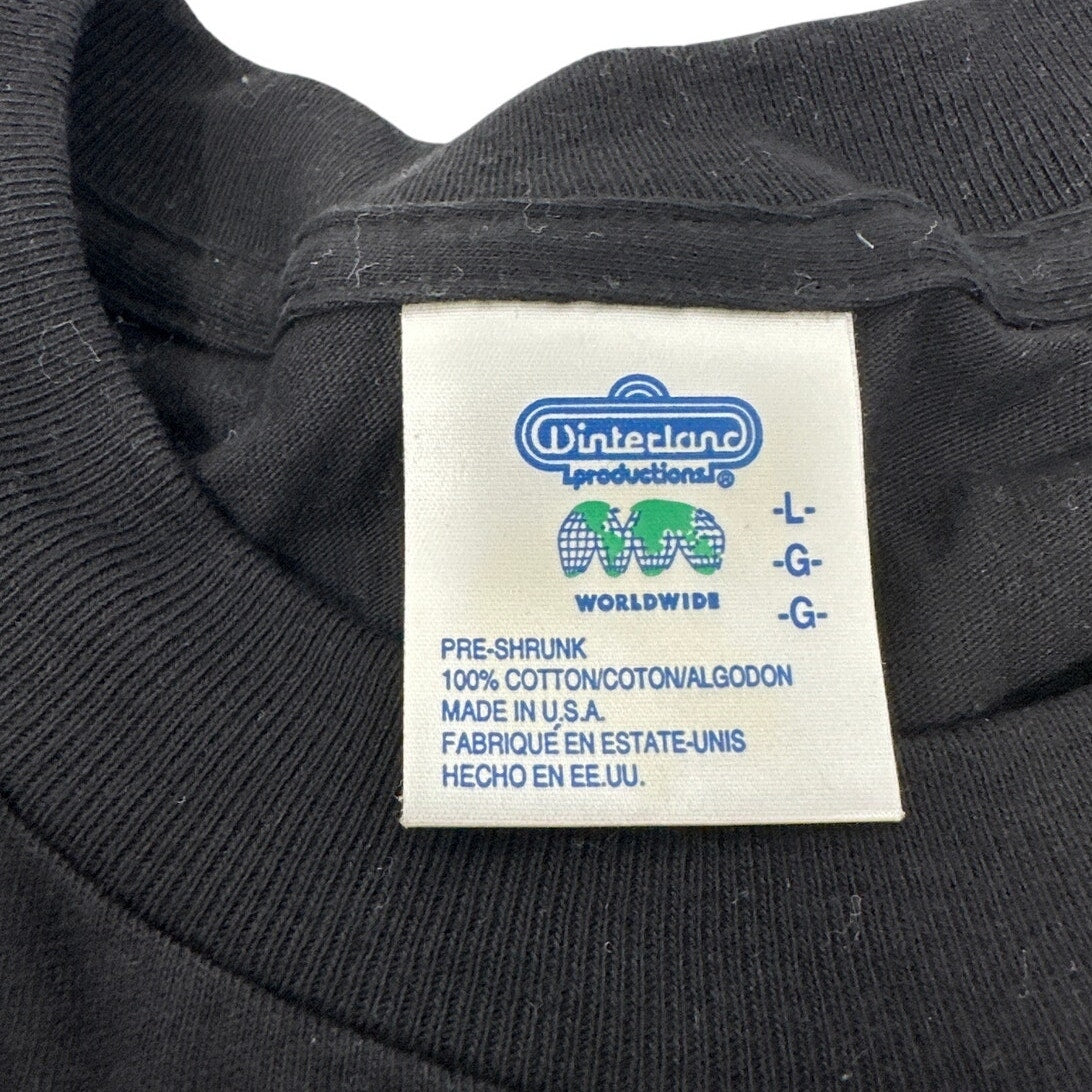 Winterland
productions®
-L-
-G-
-G-
WORLDWIDE
PRE-SHRUNK
100% COTTON/COTON/ALGODON
MADE IN U.S.A.
FABRIQUÉ EN ESTATE-UNIS
HECHO EN EE.UU.